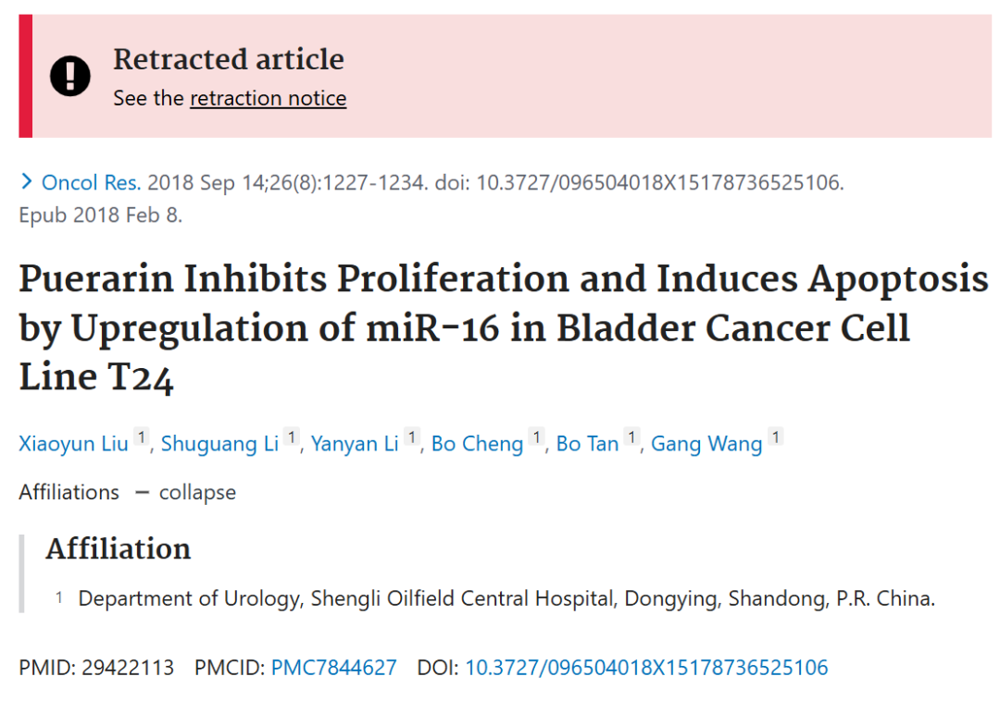 Retracted article
See the retraction notice
Oncol Res. 2018 Sep 14;26(8):1227-1234. doi: 10.3727/096504018X15178736525106.
Epub 2018 Feb 8.
Puerarin Inhibits Proliferation and Induces Apoptosis
by Upregulation of miR-16 in Bladder Cancer Cell
Line T24
Xiaoyun Liu 1, Shuguang Li 1, Yanyan Li 1, Bo Cheng 1, Bo Tan 1, Gang Wang 1
Affiliations – collapse
Affiliation
1 Department of Urology, Shengli Oilfield Central Hospital, Dongying, Shandong, P.R. China.
PMID: 29422113 PMCID: PMC7844627 DOI: 10.3727/096504018X15178736525106